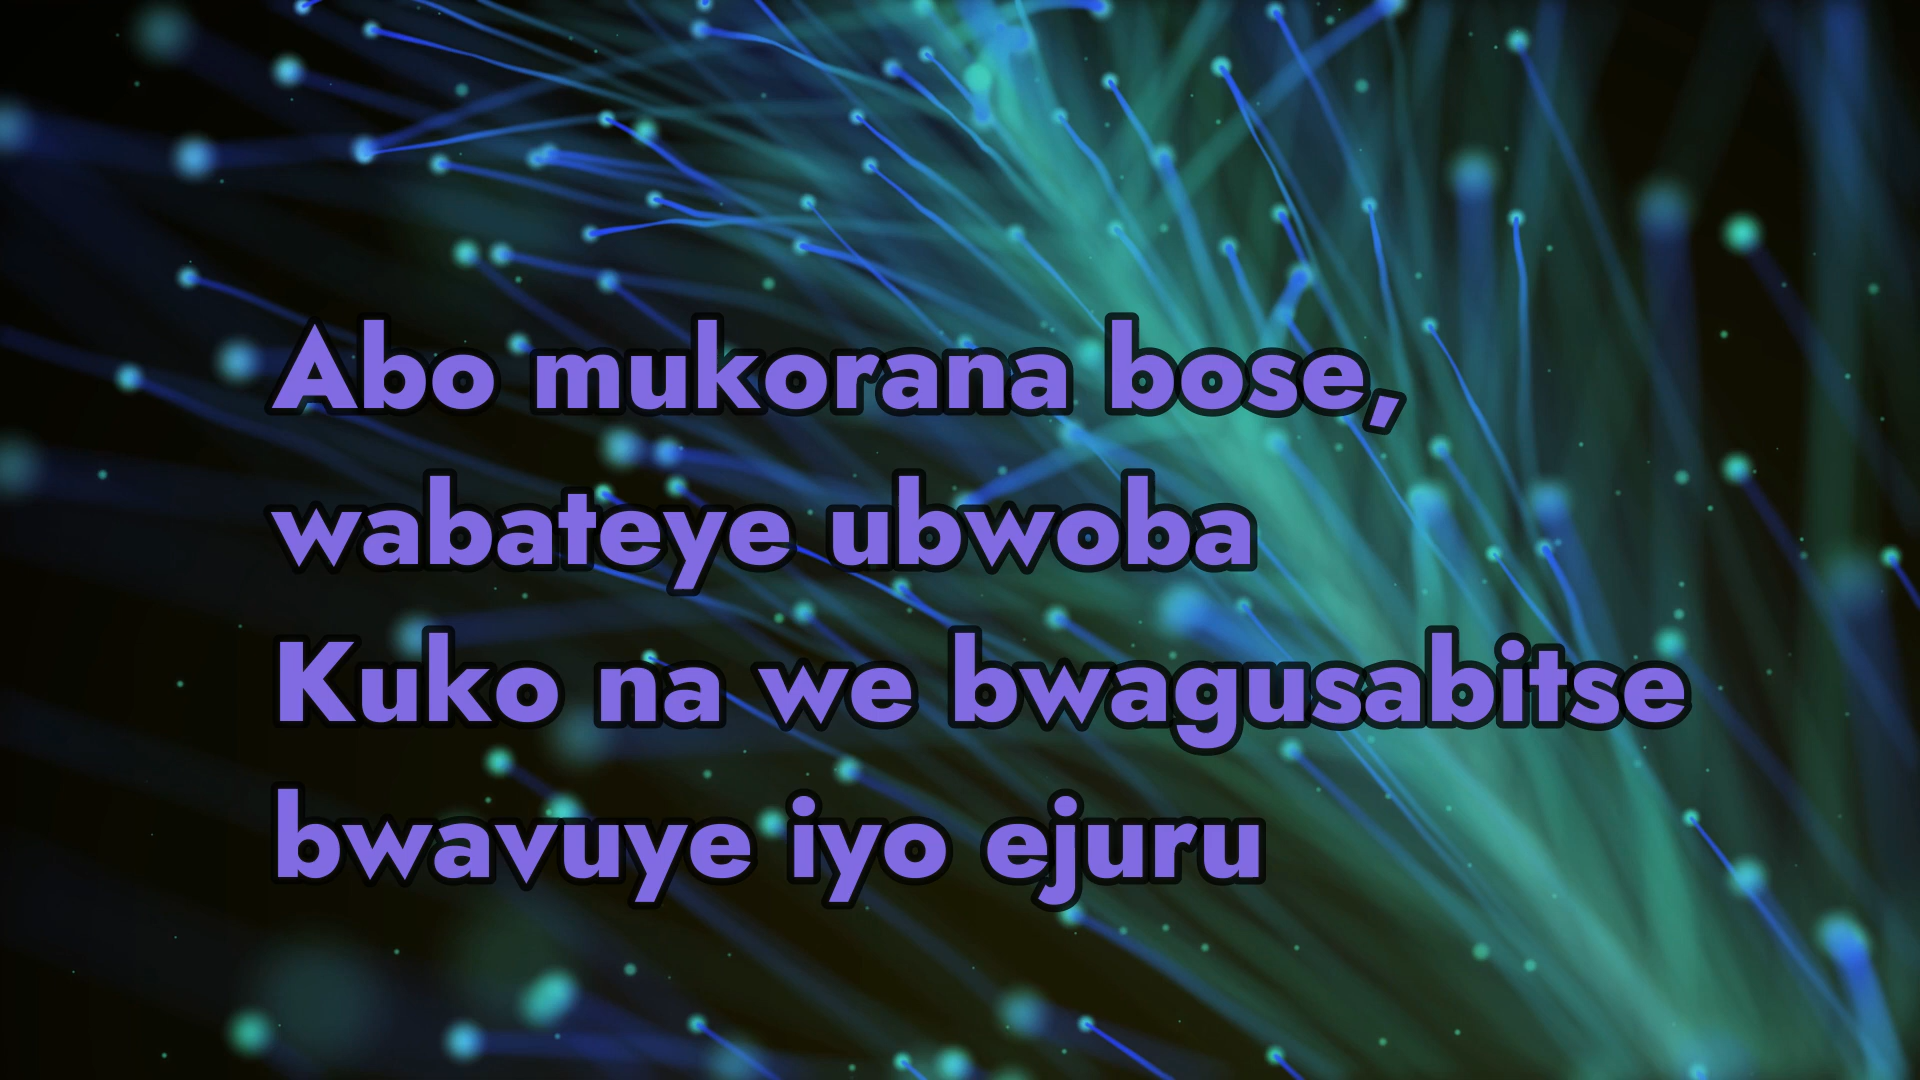 Abo mukorana bose,
wabateye ubwoba
Kuko na we bwagusabitse
bwavuye iyo ejuru